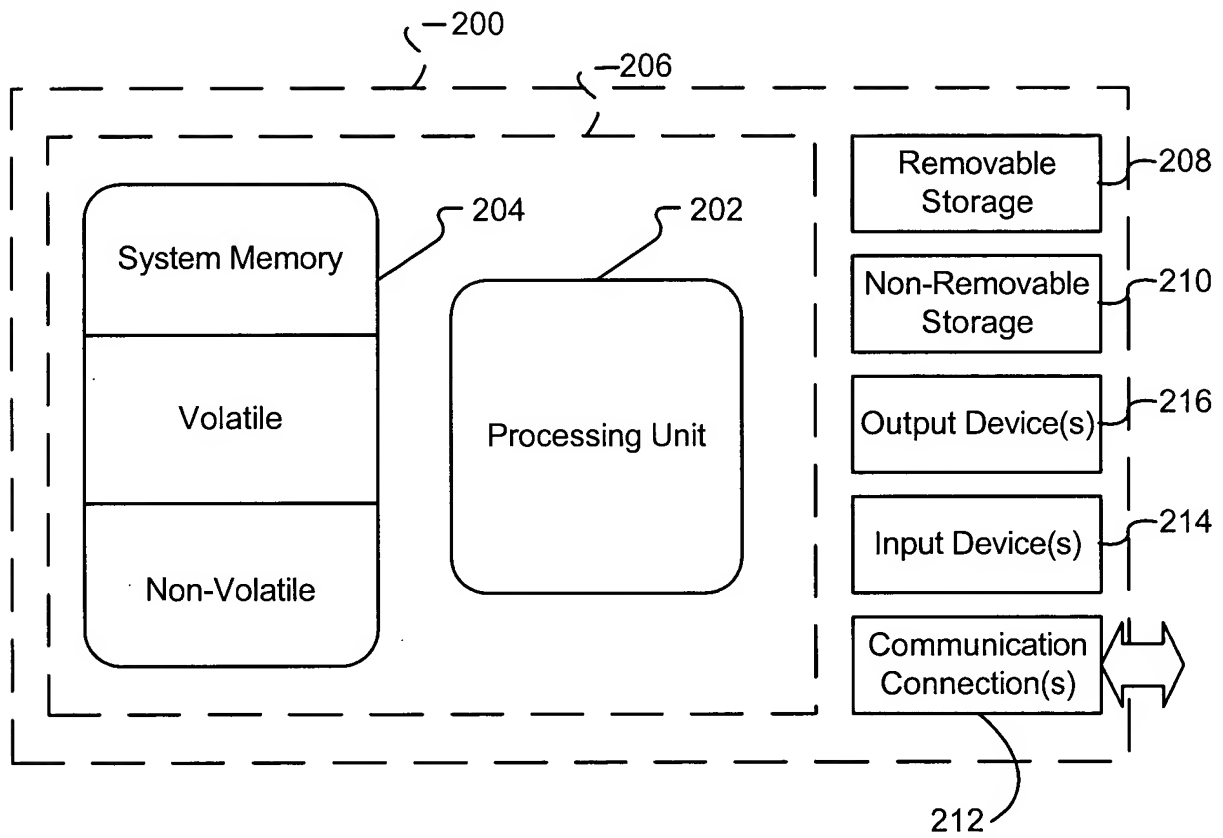 200
206
Removable
Storage
208
204
202
System Memory
Non-Removable
Storage
210
Volatile
Processing Unit
Output Device(s)
216
Input Device(s)
214
Non-Volatile
Communication
Connection(s)
212